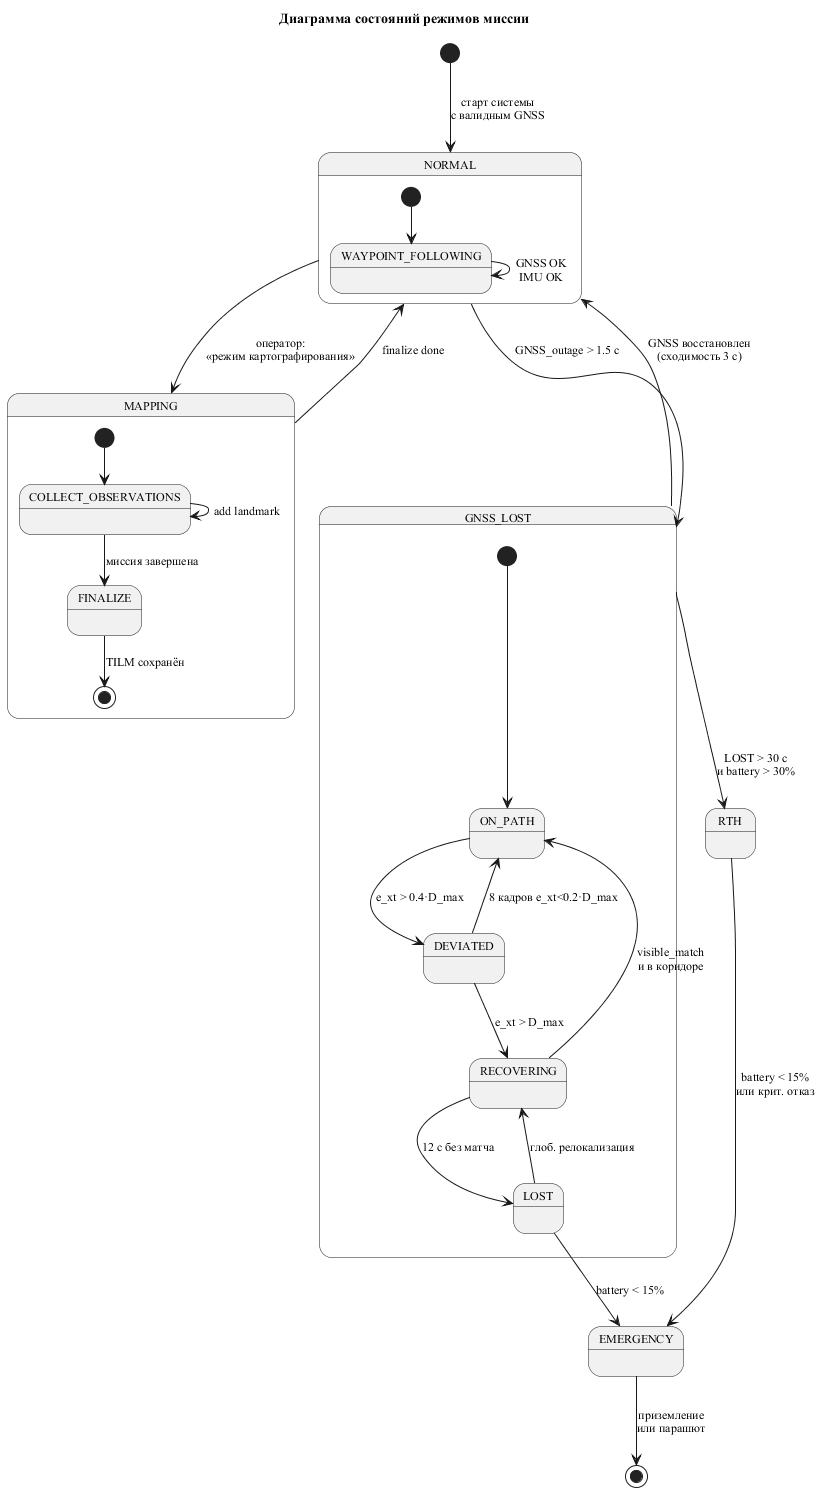 Диаграмма состояний режимов миссии
старт системы
с валидным GNSS
NORMAL
WAYPOINT_FOLLOWING
GNSS OK
IMU OK
оператор:
«режим картографирования»
finalize done
GNSS_outage > 1.5 с
GNSS восстановлен
(сходимость 3 с)
MAPPING
COLLECT_OBSERVATIONS
add landmark
миссия завершена
FINALIZE
TILM сохранён
GNSS_LOST
LOST > 30 с
и battery > 30%
ON_PATH
RTH
e_xt > 0.4·D_max
8 кадров e_xt<0.2·D_max
DEVIATED
visible_match
и в коридоре
e_xt > D_max
RECOVERING
battery < 15%
или крит. отказ
12 с без матча
глоб. релокализация
LOST
battery < 15%
EMERGENCY
приземление
или парашют